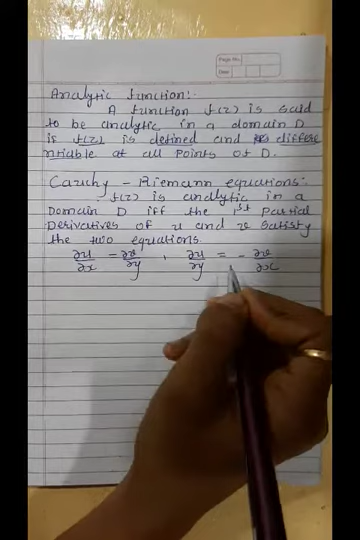 Page No.
Date
Analytic function:-
A function f(z) is said
to be analytic in a domain D
if f(z) is defined and is differe
ntiable at all points of D.
Cauchy - Riemann equations:-
f(z) is analytic in a
Domain D iff the 1st partial
Derivatives of u and v satisfy
the two equations.
∂u/∂x - ∂v/∂y , ∂u/∂y = - ∂v/∂x